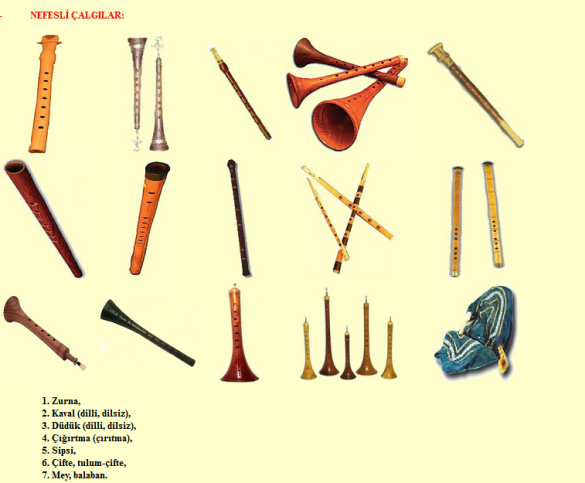 NEFESLİ ÇALGILAR:
1. Zurna,
2. Kaval (dilli, dilsiz),
3. Düdük (dilli, dilsiz),
4. Çığırtma (çırıtma),
5. Sipsi,
6. Çifte, tulum-çifte,
7. Mey, balaban.